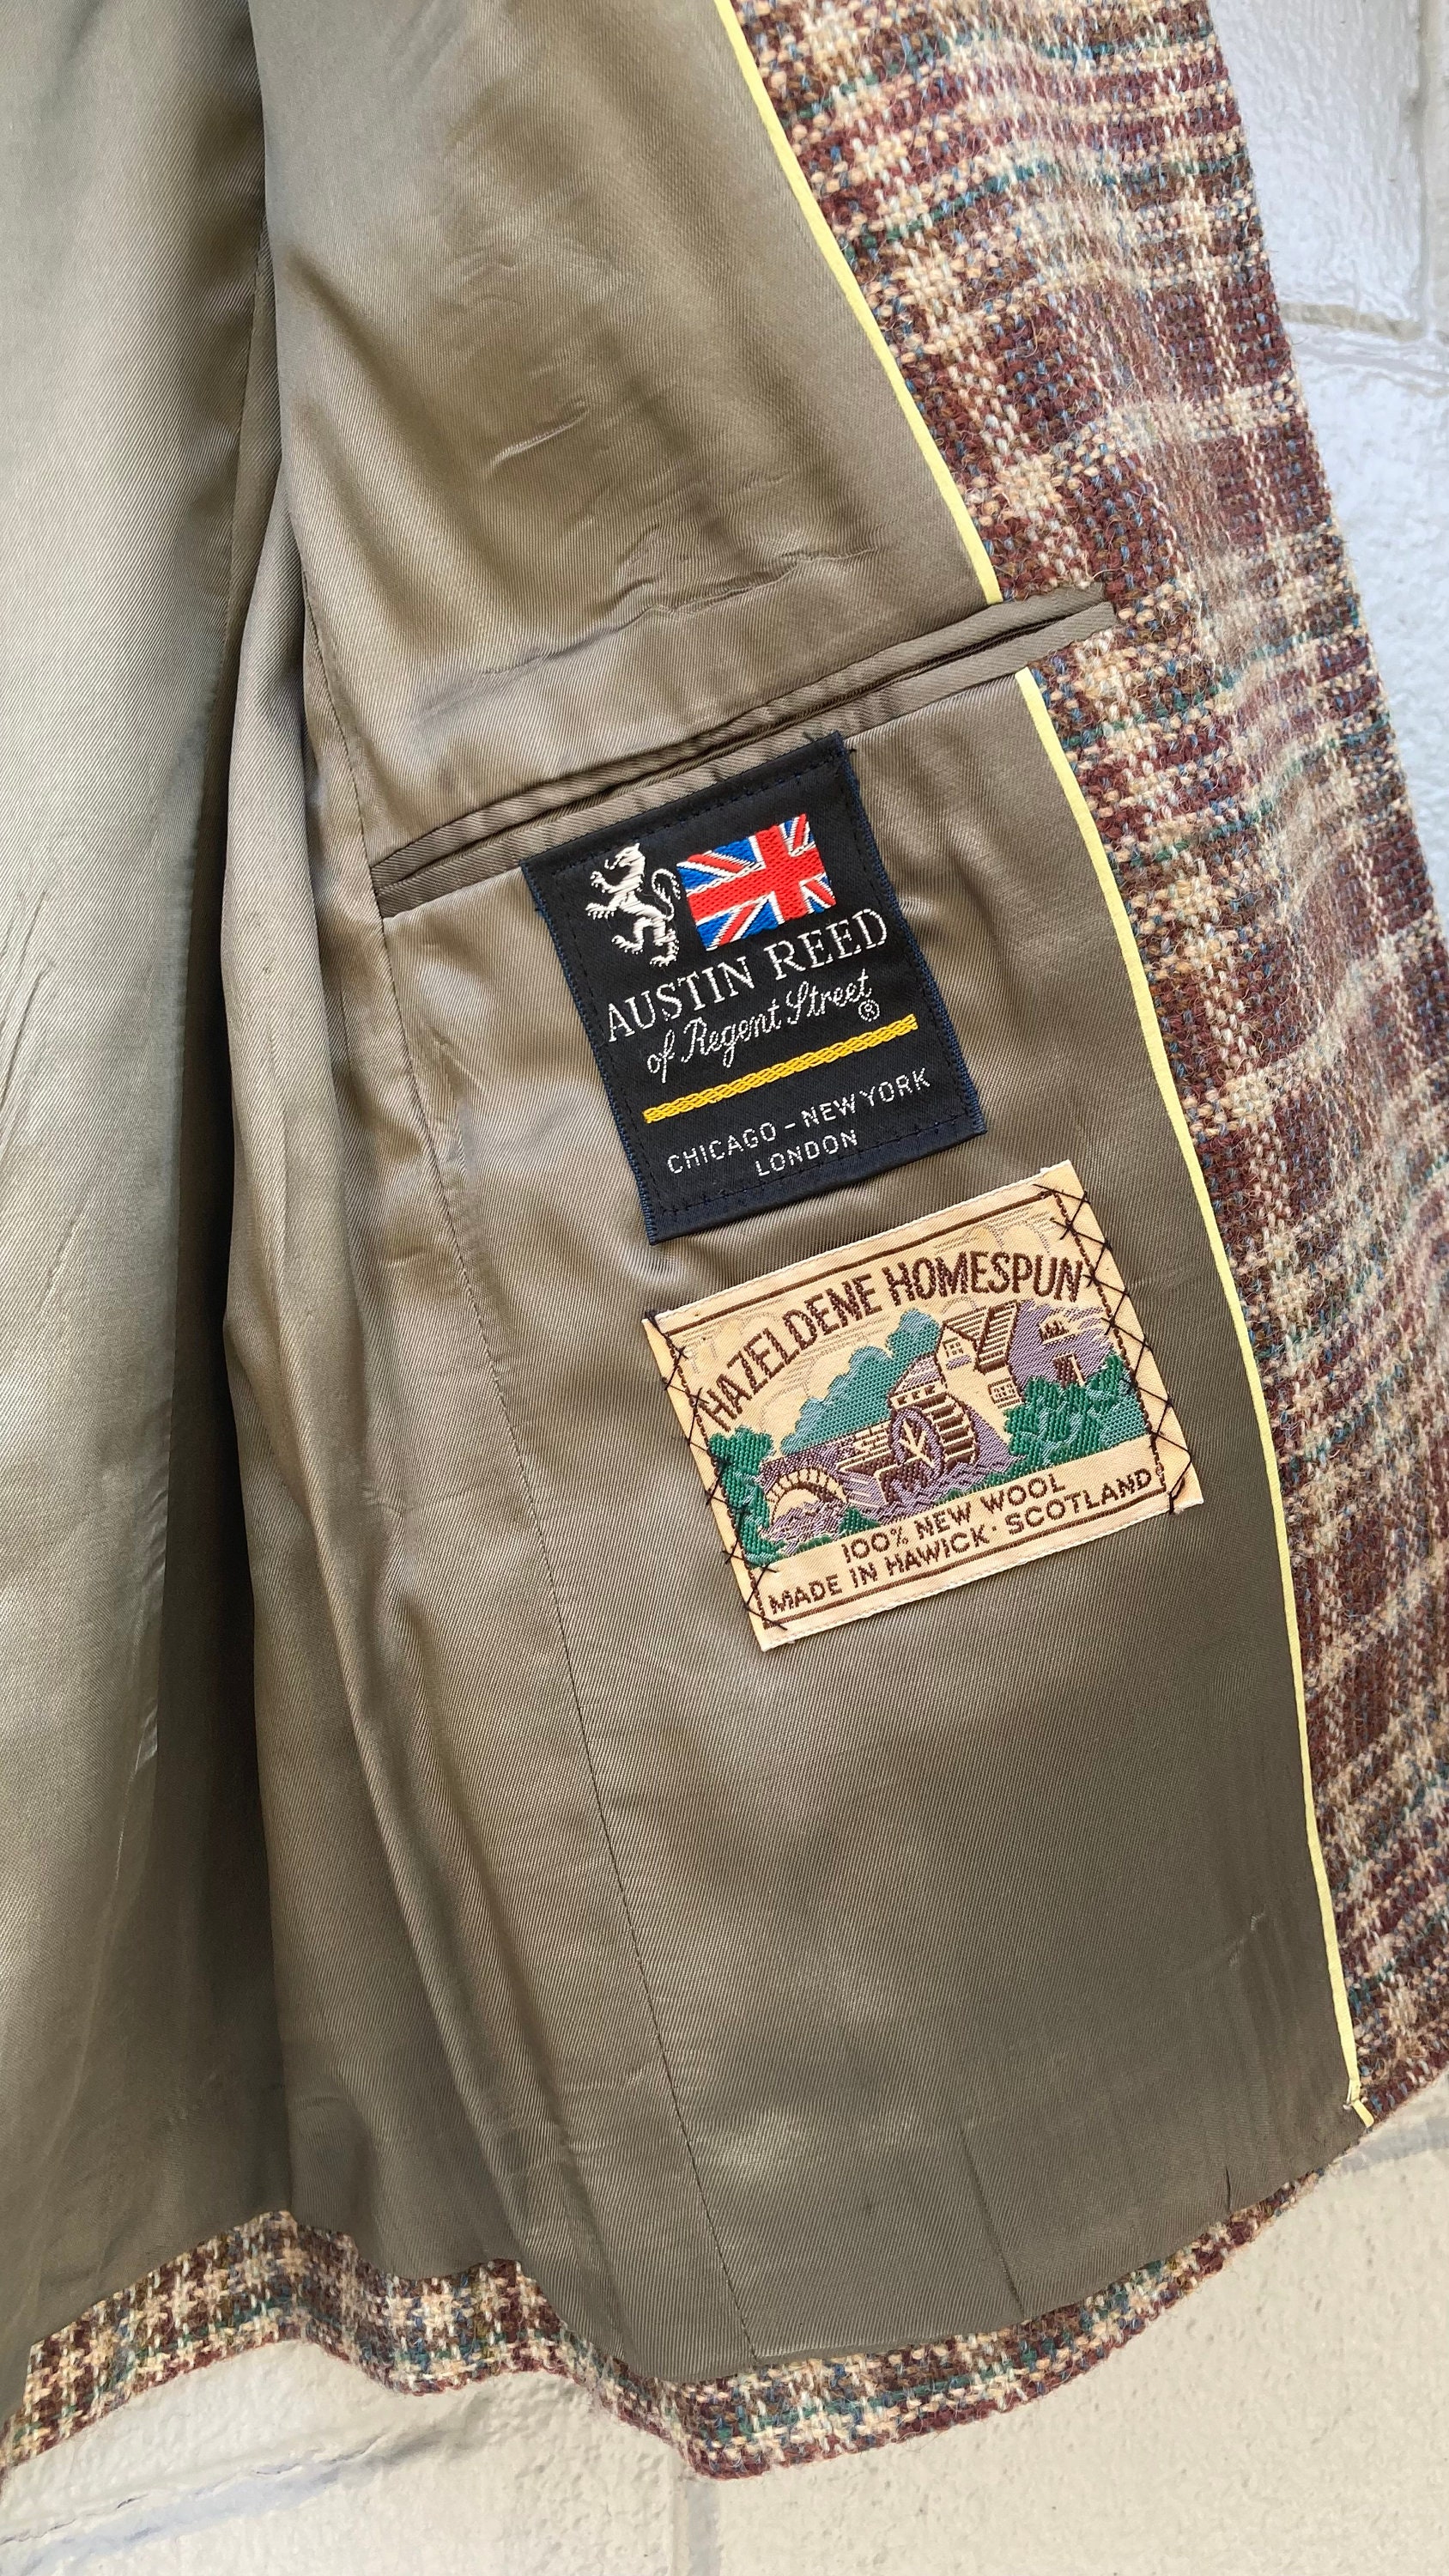 AUSTIN REED
of Regent Street
®
CHICAGO - NEW YORK
LONDON
HAZELDENE HOMESPUN
100% NEW WOOL
MADE IN HAWICK · SCOTLAND